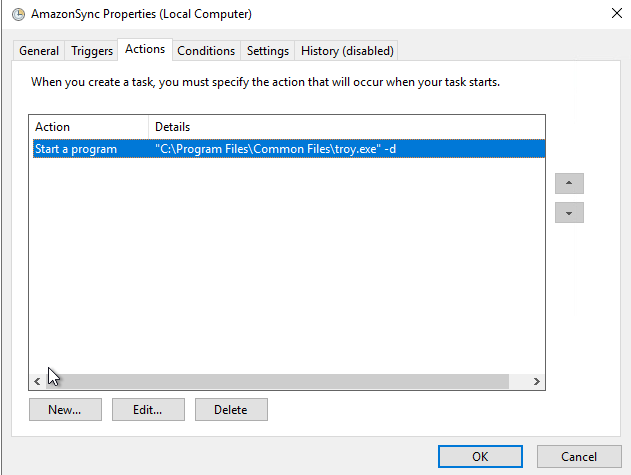 AmazonSync Properties (Local Computer)
General Triggers Actions Conditions Settings History (disabled)
When you create a task, you must specify the action that will occur when your task starts.
Action Details
Start a program "C:\Program Files\Common Files\troy.exe" -d
New... Edit... Delete
OK Cancel